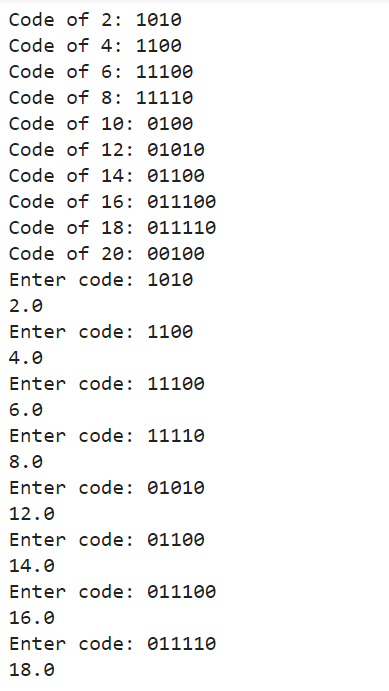 Code of 2: 1010
Code of 4: 1100
Code of 6: 11100
Code of 8: 11110
Code of 10: 0100
Code of 12: 01010
Code of 14: 01100
Code of 16: 011100
Code of 18: 011110
Code of 20: 00100
Enter code: 1010
2.0
Enter code: 1100
4.0
Enter code: 11100
6.0
Enter code: 11110
8.0
Enter code: 01010
12.0
Enter code: 01100
14.0
Enter code: 011100
16.0
Enter code: 011110
18.0